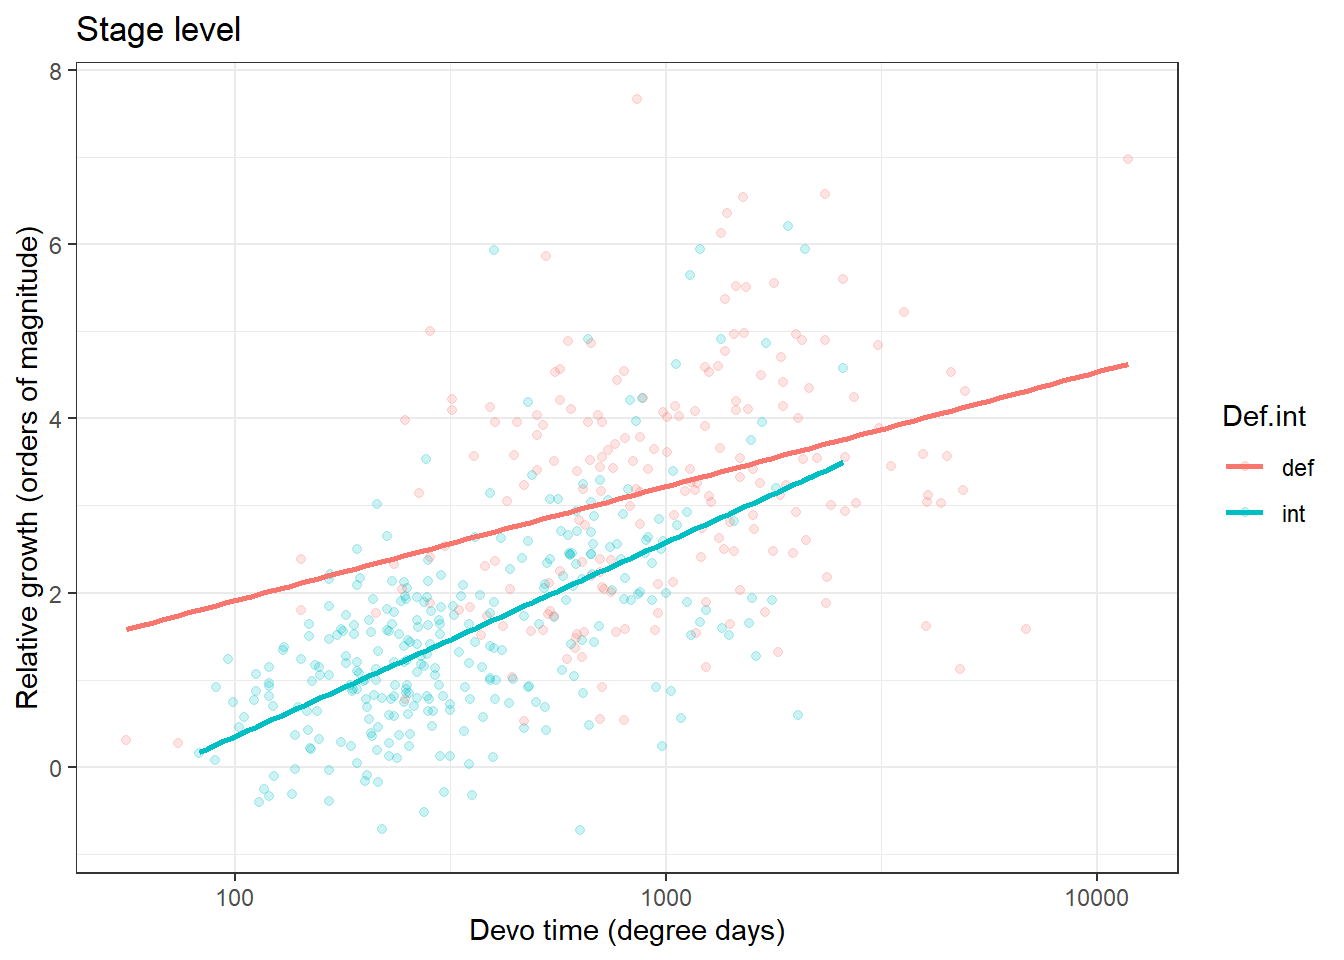 Stage level
Relative growth (orders of magnitude)
8
6
4
2
0
100
1000
10000
Devo time (degree days)
Def.int
def
int